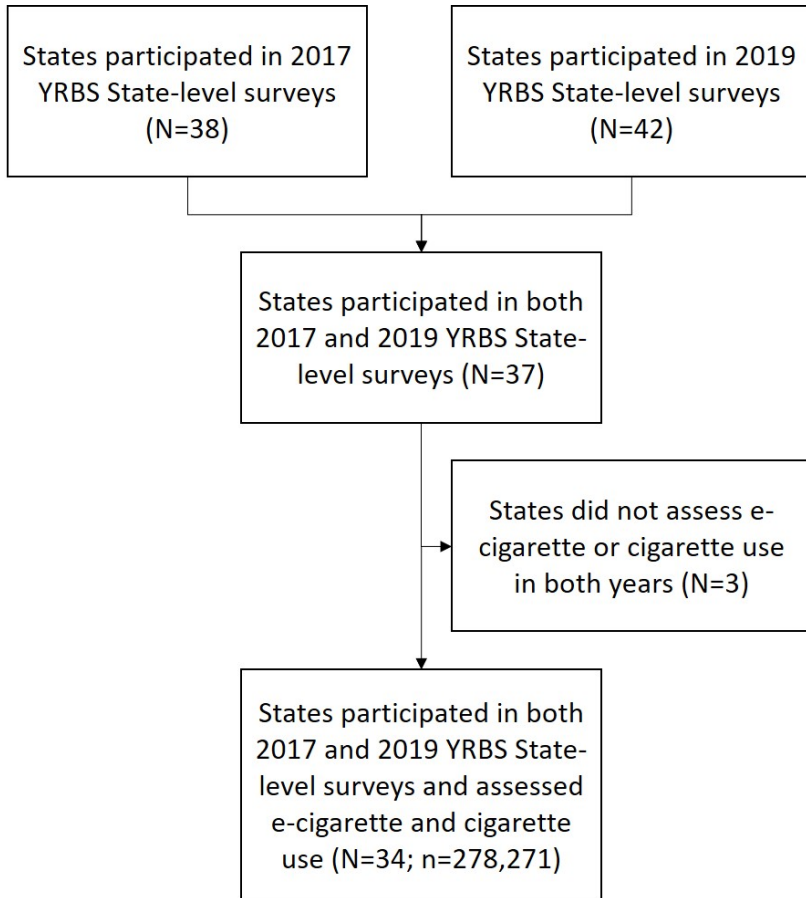 States participated in 2017
YRBS State-level surveys
(N=38)
States participated in 2019
YRBS State-level surveys
(N=42)
States participated in both
2017 and 2019 YRBS State-
level surveys (N=37)
States did not assess e-
cigarette or cigarette use
in both years (N=3)
States participated in both
2017 and 2019 YRBS State-
level surveys and assessed
e-cigarette and cigarette
use (N=34; n=278,271)